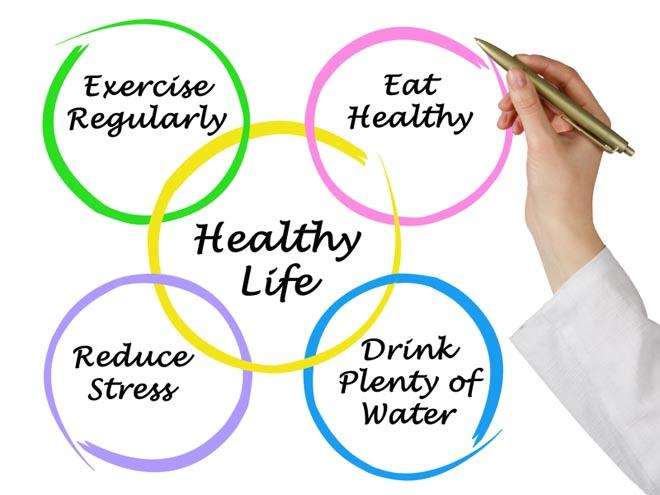 Exercise
Regularly
Eat
Healthy
Healthy
Life
Reduce
Stress
Drink
Plenty of
Water